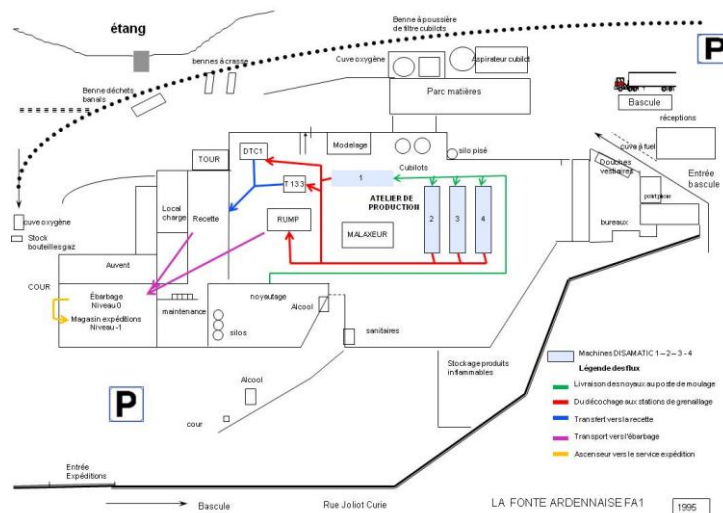 étang
bennes à crasse
Benne déchets
banals
Benne à poussière
de filtre cubilots
Cuve oxygène
Aspirateur cubilot
Parc matières
P
Bascule
réceptions
cuve à fuel
Entrée
bascule
Douches
vestiaires
bureaux
TOUR
DTC1
Modelage
silo pisé
Cubilots
1
T133
ATELIER DE
PRODUCTION
2
3
4
RUMP
MALAXEUR
Local
charge
Recette
cuve oxygène
Stock
bouteilles gaz
Auvent
COUR
Ébarbage
Niveau 0
Magasin expéditions
Niveau -1
maintenance
noyautage
Alcool
silos
sanitaires
Stockage produits
inflammables
Alcool
cour
P
Machines DISAMATIC 1 – 2 – 3 - 4
Légende des flux
Livraison des noyaux au poste de moulage
Du décochage aux stations de grenaillage
Transfert vers la recette
Transport vers l'ébarbage
Ascenseur vers le service expédition
Entrée
Expéditions
Bascule
Rue Joliot Curie
LA FONTE ARDENNAISE FA1
1995